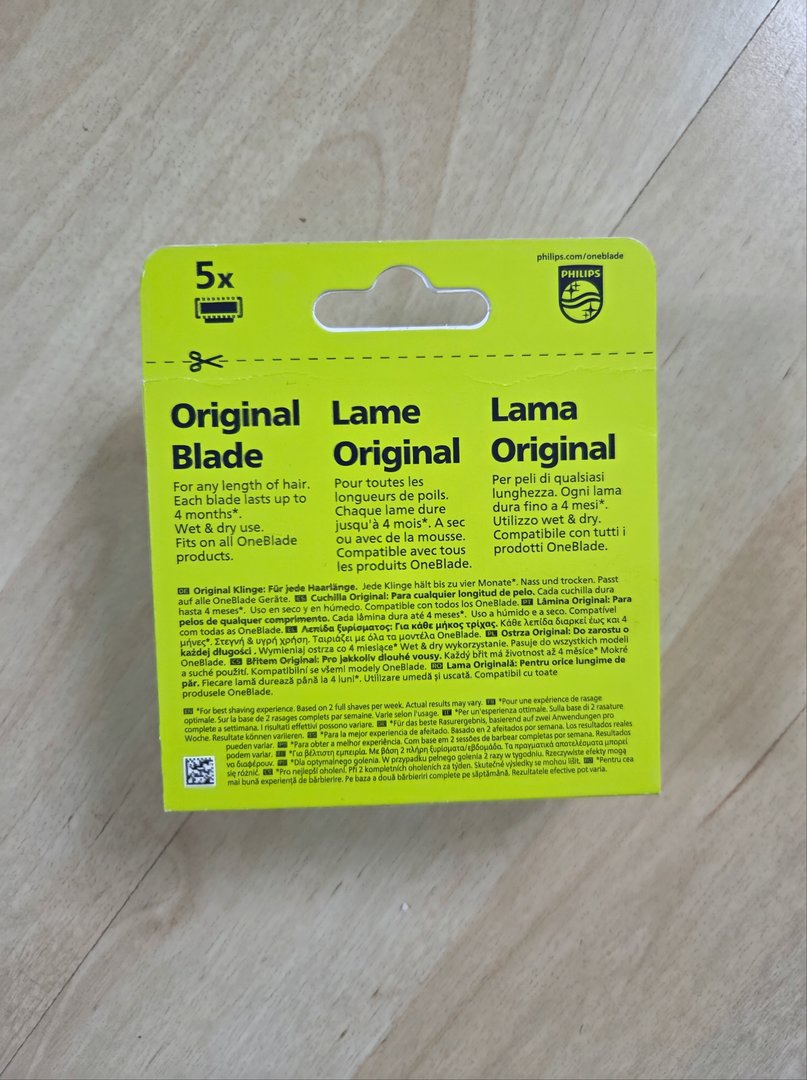 5x
philips.com/oneblade
PHILIPS
Original
Blade
For any length of hair.
Each blade lasts up to
4 months*.
Wet & dry use.
Fits on all OneBlade
products.
Lame
Original
Pour toutes les
longueurs de poils.
Chaque lame dure
jusqu'à 4 mois*. A sec
ou avec de la mousse.
Compatible avec tous
les produits OneBlade.
Lama
Original
Per peli di qualsiasi
lunghezza. Ogni lama
dura fino a 4 mesi*.
Utilizzo wet & dry.
Compatibile con tutti i
prodotti OneBlade.
DE Original Klinge: Für jede Haarlänge. Jede Klinge hält bis zu vier Monate*. Nass und trocken. Passt
auf alle OneBlade Geräte. ES Cuchilla Original: Para cualquier longitud de pelo. Cada cuchilla dura
hasta 4 meses*. Uso en seco y en húmedo. Compatible con todos los OneBlade. PT Lâmina Original: Para
pelos de qualquer comprimento. Cada lâmina dura até 4 meses*. Uso a húmido e a seco. Compatível
com todas as OneBlade. EL Λεπίδα ξυρίσματος: Για κάθε μήκος τρίχας. Κάθε λεπίδα διαρκεί έως και 4
μήνες*. Στεγνή & υγρή χρήση. Ταιριάζει με όλα τα μοντέλα OneBlade. PL Ostrza Original: Do zarostu o
każdej długości. Wymieniaj ostrza co 4 miesiące* Wet & dry wykorzystanie. Pasuje do wszystkich modeli
OneBlade. CS Břitem Original: Pro jakkoliv dlouhé vousy. Každý břit má životnost až 4 měsíce* Mokré
a suché použití. Kompatibilní se všemi modely OneBlade. RO Lama Originală: Pentru orice lungime de
păr. Fiecare lamă durează până la 4 luni*. Utilizare umedă și uscată. Compatibil cu toate
produsele OneBlade.
EN *For best shaving experience. Based on 2 full shaves per week. Actual results may vary. FR *Pour une expérience de rasage
optimale. Sur la base de 2 rasages complets par semaine. Varie selon l'usage. IT *Per un'esperienza ottimale. Sulla base di 2 rasature
complete a settimana. I risultati effettivi possono variare. DE *Für das beste Rasurergebnis, basierend auf zwei Anwendungen pro
Woche. Resultate können variieren. ES *Para la mejor experiencia de afeitado. Basado en 2 afeitados por semana. Los resultados reales
pueden variar. PT *Para obter a melhor experiência. Com base em 2 sessões de barbear completas por semana. Resultados
podem variar. EL *Για βέλτιστη εμπειρία. Με βάση 2 πλήρη ξυρίσματα/εβδομάδα. Τα πραγματικά αποτελέσματα μπορεί
να διαφέρουν. PL *Dla optymalnego golenia. W przypadku pełnego golenia 2 razy w tygodniu. Rzeczywiste efekty mogą
się różnić. CS *Pro nejlepší oholení. Při 2 kompletních oholeních za týden. Skutečné výsledky se mohou lišit. RO *Pentru cea
mai bună experiență de bărbierire. Pe baza a două bărbieriri complete pe săptămână. Rezultatele efective pot varia.